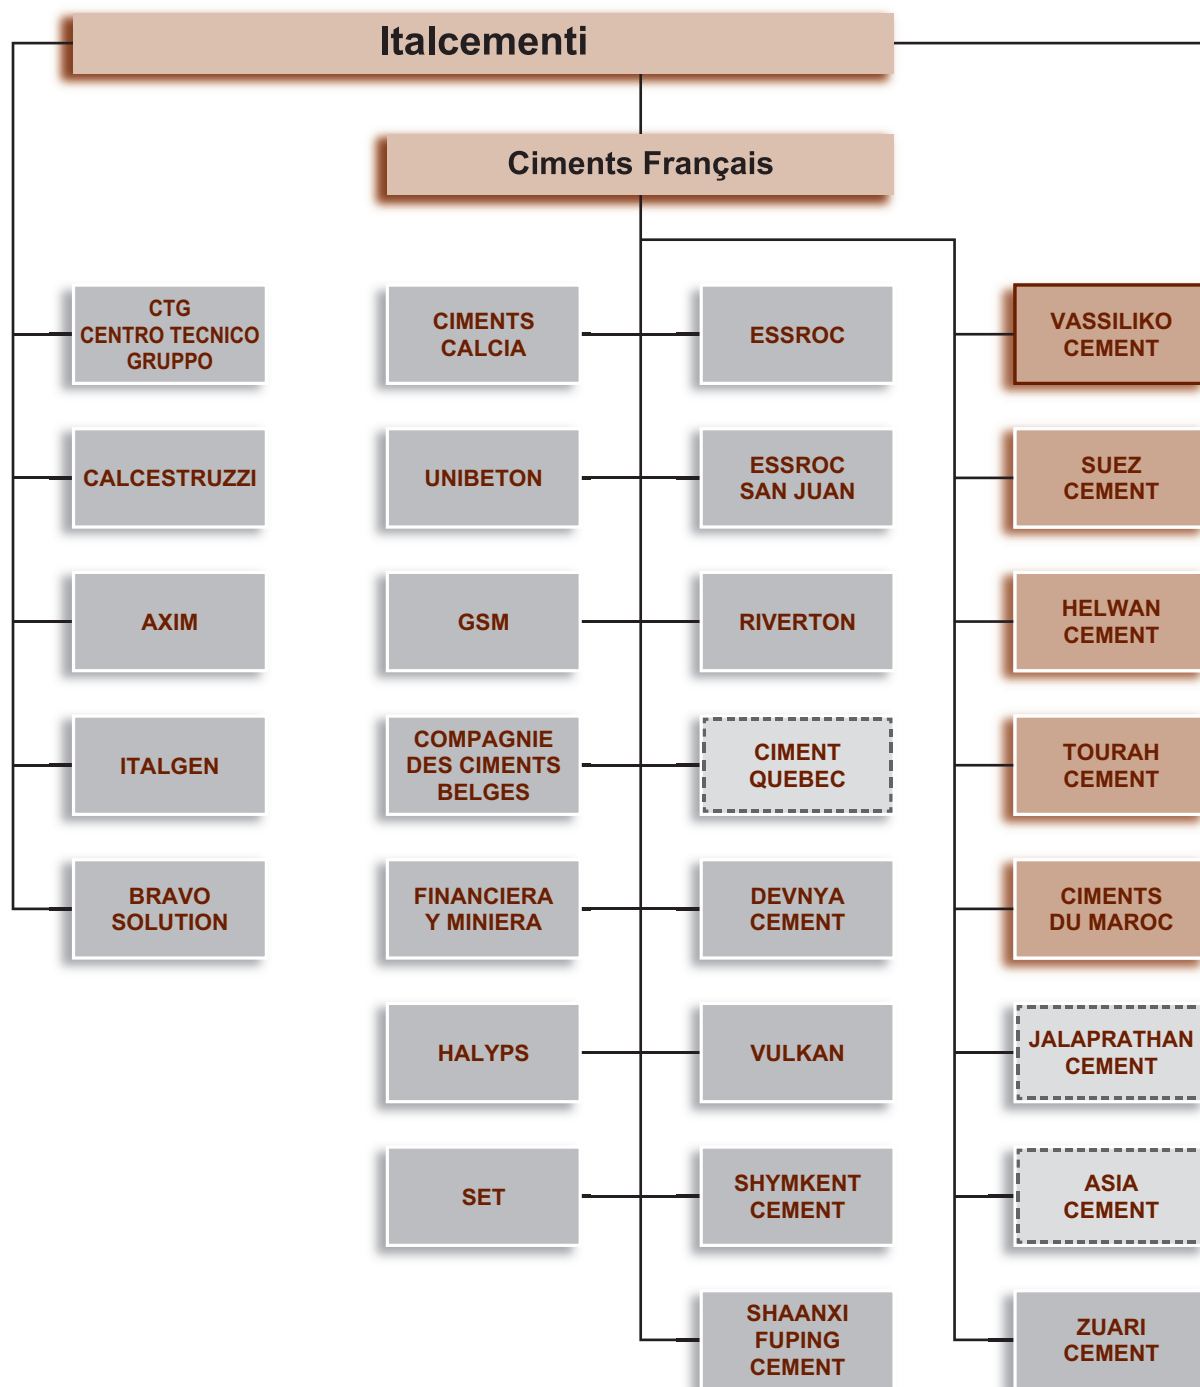 Italcementi
Ciments Français
CTG
CENTRO TECNICO
GRUPPO
CALCESTRUZZI
AXIM
ITALGEN
BRAVO
SOLUTION
CIMENTS
CALCIA
UNIBETON
GSM
COMPAGNIE
DES CIMENTS
BELGES
FINANCIERA
Y MINIERA
HALYPS
SET
ESSROC
ESSROC
SAN JUAN
RIVERTON
CIMENT
QUEBEC
DEVNYA
CEMENT
VULKAN
SHYMKENT
CEMENT
SHAANXI
FUPING
CEMENT
VASSILIKO
CEMENT
SUEZ
CEMENT
HELWAN
CEMENT
TOURAH
CEMENT
CIMENTS
DU MAROC
JALAPRATHAN
CEMENT
ASIA
CEMENT
ZUARI
CEMENT